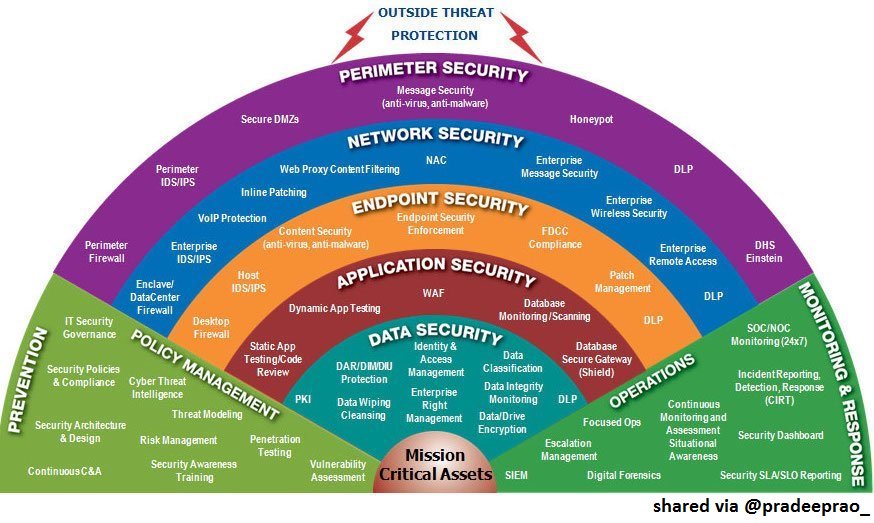 OUTSIDE THREAT
PROTECTION
PERIMETER SECURITY
Message Security
(anti-virus, anti-malware)
Secure DMZs
Honeypot
Perimeter
IDS/IPS
DLP
Perimeter
Firewall
DHS
Einstein
NETWORK SECURITY
NAC
Web Proxy Content Filtering
Enterprise
Message Security
Inline Patching
Enterprise
Wireless Security
VoIP Protection
Enterprise
IDS/IPS
Enterprise
Remote Access
Enclave/
DataCenter
Firewall
DLP
ENDPOINT SECURITY
Endpoint Security
Enforcement
Content Security
(anti-virus, anti-malware)
FDCC
Compliance
Host
IDS/IPS
Patch
Management
Desktop
Firewall
DLP
APPLICATION SECURITY
WAF
Dynamic App Testing
Database
Monitoring/Scanning
Static App
Testing/Code
Review
Database
Secure Gateway
(Shield)
DATA SECURITY
Identity &
Access
Management
Data
Classification
DAR/DIM/DIU
Protection
Enterprise
Right
Management
Data Integrity
Monitoring
PKI
Data Wiping
Cleansing
Data/Drive
Encryption
DLP
Mission
Critical Assets
PREVENTION
POLICY MANAGEMENT
IT Security
Governance
Security Policies
& Compliance
Cyber Threat
Intelligence
Threat Modeling
Security Architecture
& Design
Risk Management
Penetration
Testing
Continuous C&A
Security Awareness
Training
Vulnerability
Assessment
OPERATIONS
MONITORING & RESPONSE
SOC/NOC
Monitoring (24x7)
Incident Reporting,
Detection, Response
(CIRT)
Focused Ops
Continuous
Monitoring and
Assessment
Situational
Awareness
Security Dashboard
Escalation
Management
SIEM
Digital Forensics
Security SLA/SLO Reporting
shared via @pradeeprao_